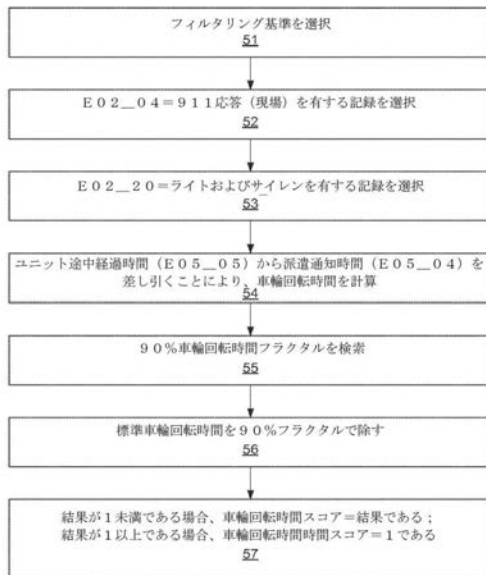 フィルタリング基準を選択
51
E02__04=911応答(現場)を有する記録を選択
52
E02__20=ライトおよびサイレンを有する記録を選択
53
ユニット途中経過時間(E05__05)から派遣通知時間(E05__04)を
差し引くことにより、車輪回転時間を計算
54
90%車輪回転時間フラクタルを検索
55
標準車輪回転時間を90%フラクタルで除す
56
結果が1未満である場合、車輪回転時間スコア=結果である;
結果が1以上である場合、車輪回転時間時間スコア=1である
57